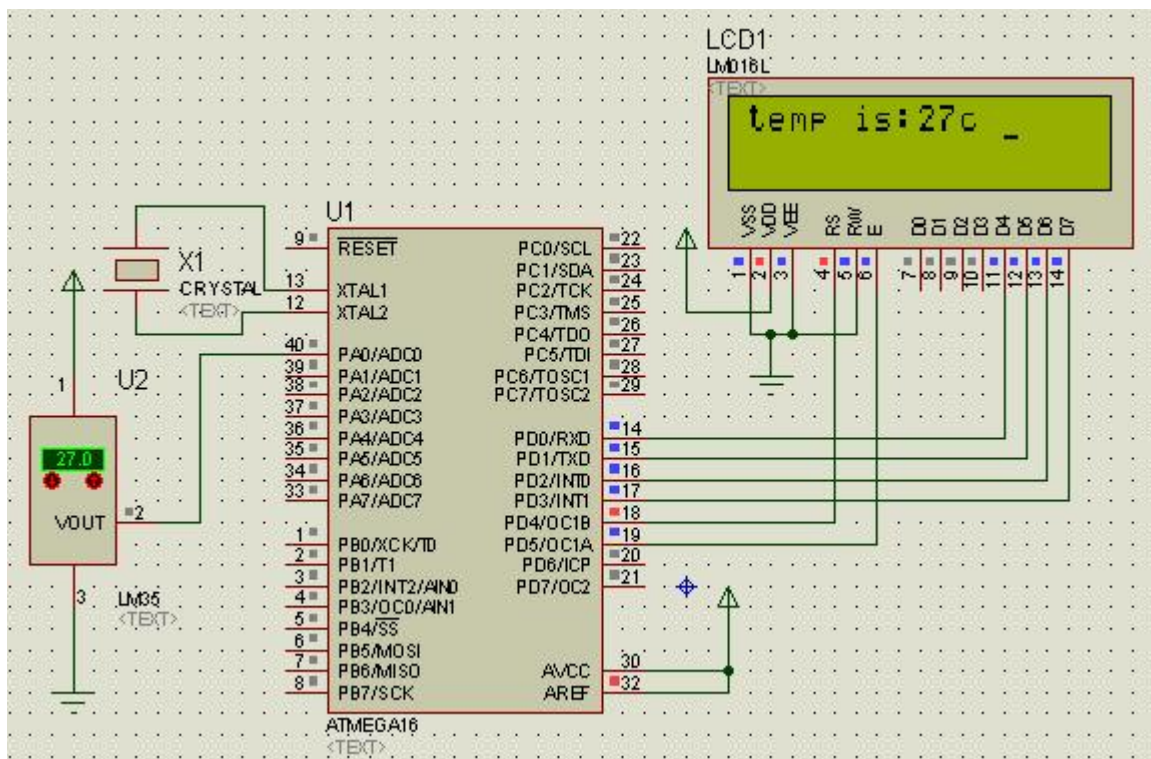 LCD1
LM016L
<TEXT>
temp is:27c _
VSS VDD VEE RS RW E D0 D1 D2 D3 D4 D5 D6 D7
1 2 3 4 5 6 7 8 9 10 11 12 13 14
U1
9 RESET PC0/SCL 22
PC1/SDA 23
13 XTAL1 PC2/TCK 24
12 XTAL2 PC3/TMS 25
PC4/TDO 26
40 PA0/ADC0 PC5/TDI 27
39 PA1/ADC1 PC6/TOSC1 28
38 PA2/ADC2 PC7/TOSC2 29
37 PA3/ADC3
36 PA4/ADC4 PD0/RXD 14
35 PA5/ADC5 PD1/TXD 15
34 PA6/ADC6 PD2/INT0 16
33 PA7/ADC7 PD3/INT1 17
PD4/OC1B 18
1 PB0/XCK/T0 PD5/OC1A 19
2 PB1/T1 PD6/ICP 20
3 PB2/INT2/AIN0 PD7/OC2 21
4 PB3/OC0/AIN1
5 PB4/SS
6 PB5/MOSI
7 PB6/MISO AVCC 30
8 PB7/SCK AREF 32
ATMEGA16
<TEXT>
X1
CRYSTAL
<TEXT>
1
U2
27.0
VOUT 2
3
LM35
<TEXT>